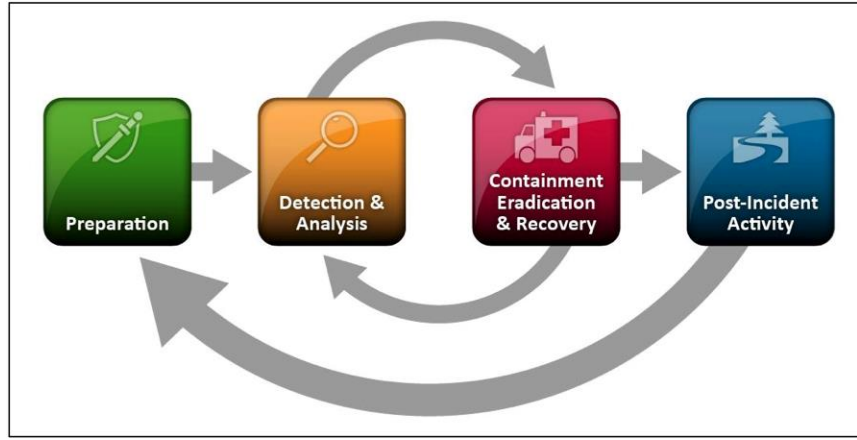 Preparation
Detection &
Analysis
Containment
Eradication
& Recovery
Post-Incident
Activity